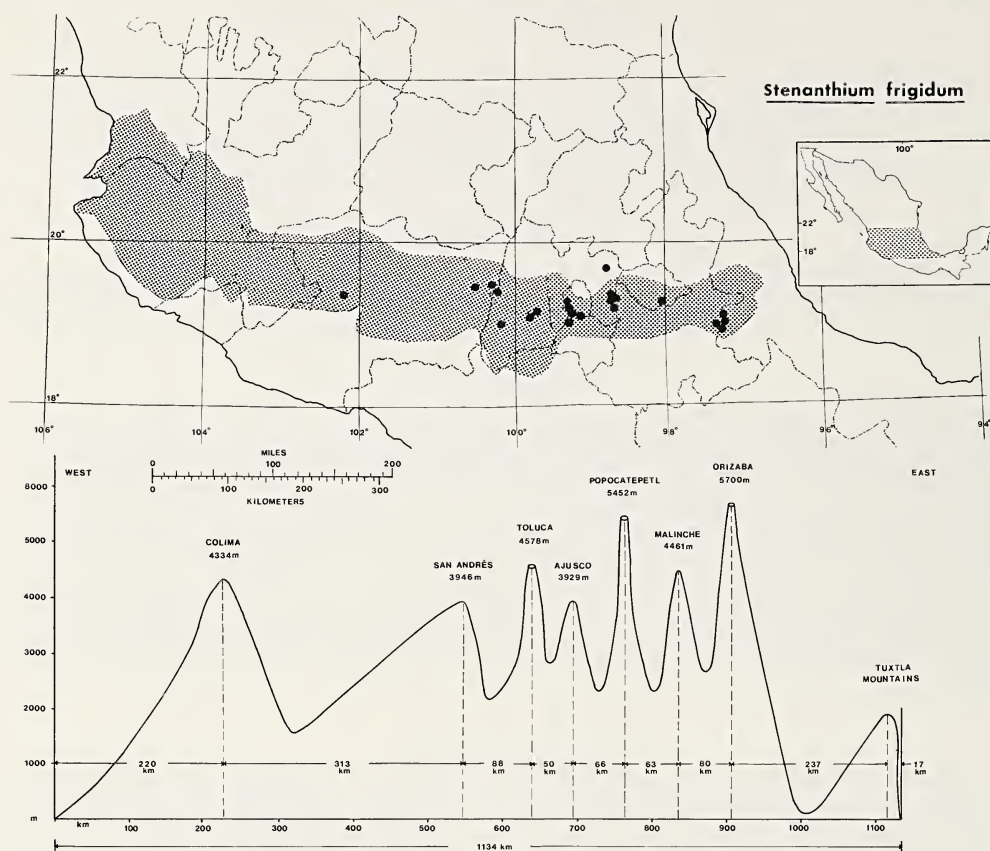 22°
Stenanthium frigidum
100°
22°
18°
20°
18°
106°
104°
102°
100°
98°
96°
94°
WEST
MILES
0 100 200
0 100 200 300
KILOMETERS
EAST
8000
5000
4000
3000
2000
1000
m
COLIMA
4334m
SAN ANDRÉS
3946m
TOLUCA
4578m
AJUSCO
3929m
POPOCATEPETL
5452m
MALINCHE
4461m
ORIZABA
5700m
TUXTLA
MOUNTAINS
220
km
313
km
88
km
50
km
66
km
63
km
80
km
237
km
17
km
km 100 200 300 400 500 600 700 800 900 1000 1100
1134 km